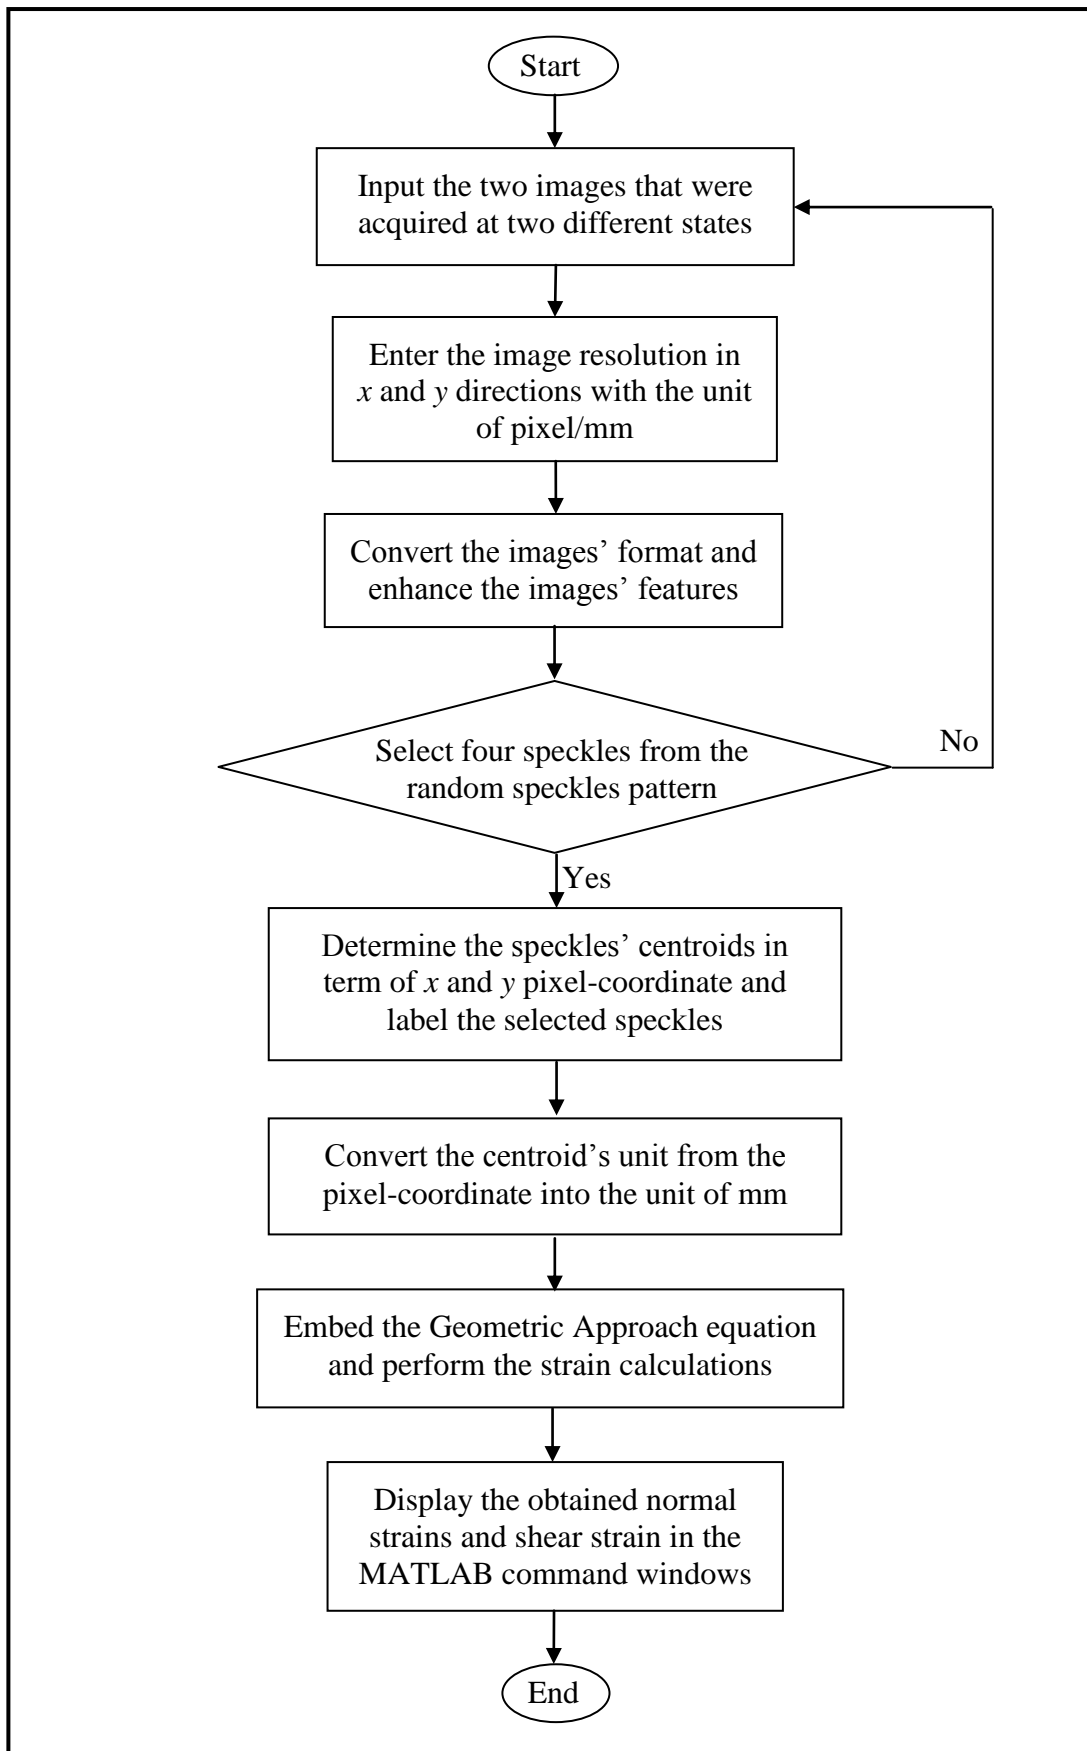 Start
Input the two images that were
acquired at two different states
Enter the image resolution in
x and y directions with the unit
of pixel/mm
Convert the images’ format and
enhance the images’ features
Select four speckles from the
random speckles pattern
No
Yes
Determine the speckles’ centroids in
term of x and y pixel-coordinate and
label the selected speckles
Convert the centroid’s unit from the
pixel-coordinate into the unit of mm
Embed the Geometric Approach equation
and perform the strain calculations
Display the obtained normal
strains and shear strain in the
MATLAB command windows
End